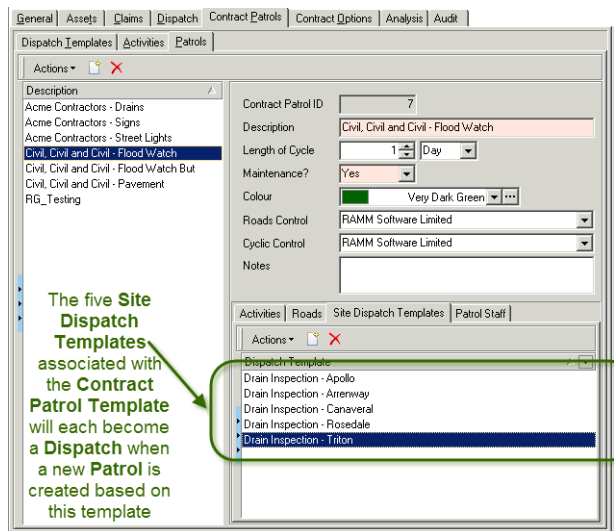 General Assets Claims Dispatch Contract Patrols Contract Options Analysis Audit
Dispatch Templates Activities Patrols
Actions
Description
Acme Contractors - Drains
Acme Contractors - Signs
Acme Contractors - Street Lights
Civil, Civil and Civil - Flood Watch
Civil, Civil and Civil - Flood Watch But
Civil, Civil and Civil - Pavement
RG_Testing
Contract Patrol ID 7
Description Civil, Civil and Civil - Flood Watch
Length of Cycle 1 Day
Maintenance? Yes
Colour Very Dark Green
Roads Control RAMM Software Limited
Cyclic Control RAMM Software Limited
Notes
Activities Roads Site Dispatch Templates Patrol Staff
Actions
Dispatch Template
Drain Inspection - Apollo
Drain Inspection - Arrenway
Drain Inspection - Canaveral
Drain Inspection - Rosedale
Drain Inspection - Triton
The five Site
Dispatch
Templates
associated with
the Contract
Patrol Template
will each become
a Dispatch when
a new Patrol is
created based on
this template